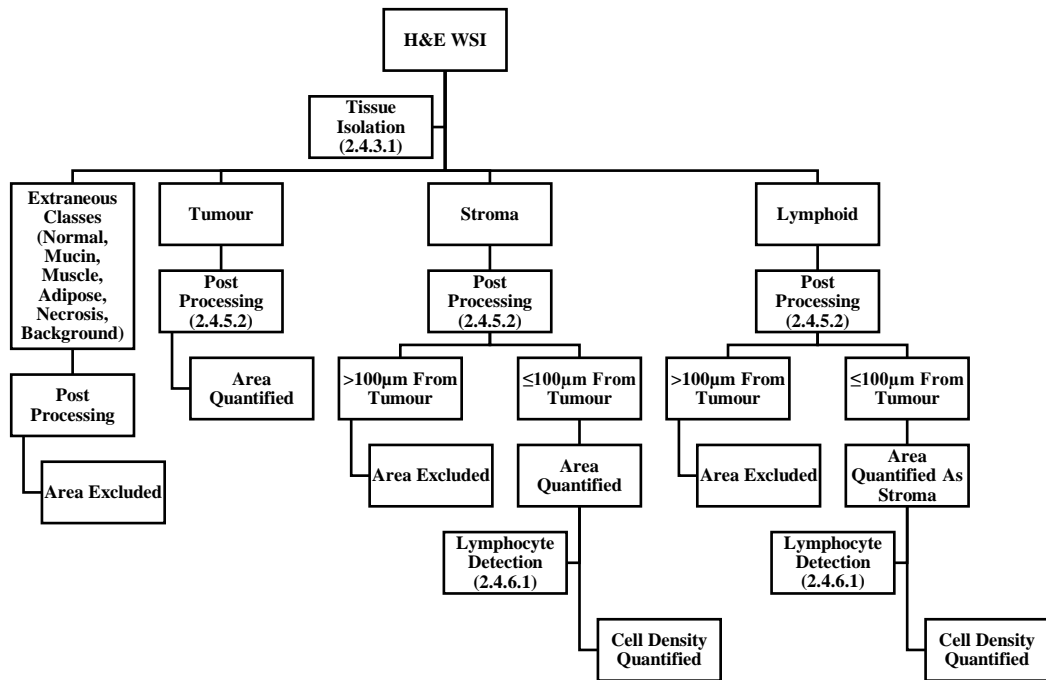 H&E WSI
Tissue
Isolation
(2.4.3.1)
Extraneous
Classes
(Normal,
Mucin,
Muscle,
Adipose,
Necrosis,
Background)
Tumour
Stroma
Lymphoid
Post
Processing
(2.4.5.2)
Post
Processing
(2.4.5.2)
Post
Processing
(2.4.5.2)
Post
Processing
Area
Quantified
>100µm From
Tumour
≤100µm From
Tumour
>100µm From
Tumour
≤100µm From
Tumour
Area Excluded
Area Excluded
Area
Quantified
Area Excluded
Area
Quantified As
Stroma
Lymphocyte
Detection
(2.4.6.1)
Lymphocyte
Detection
(2.4.6.1)
Cell Density
Quantified
Cell Density
Quantified